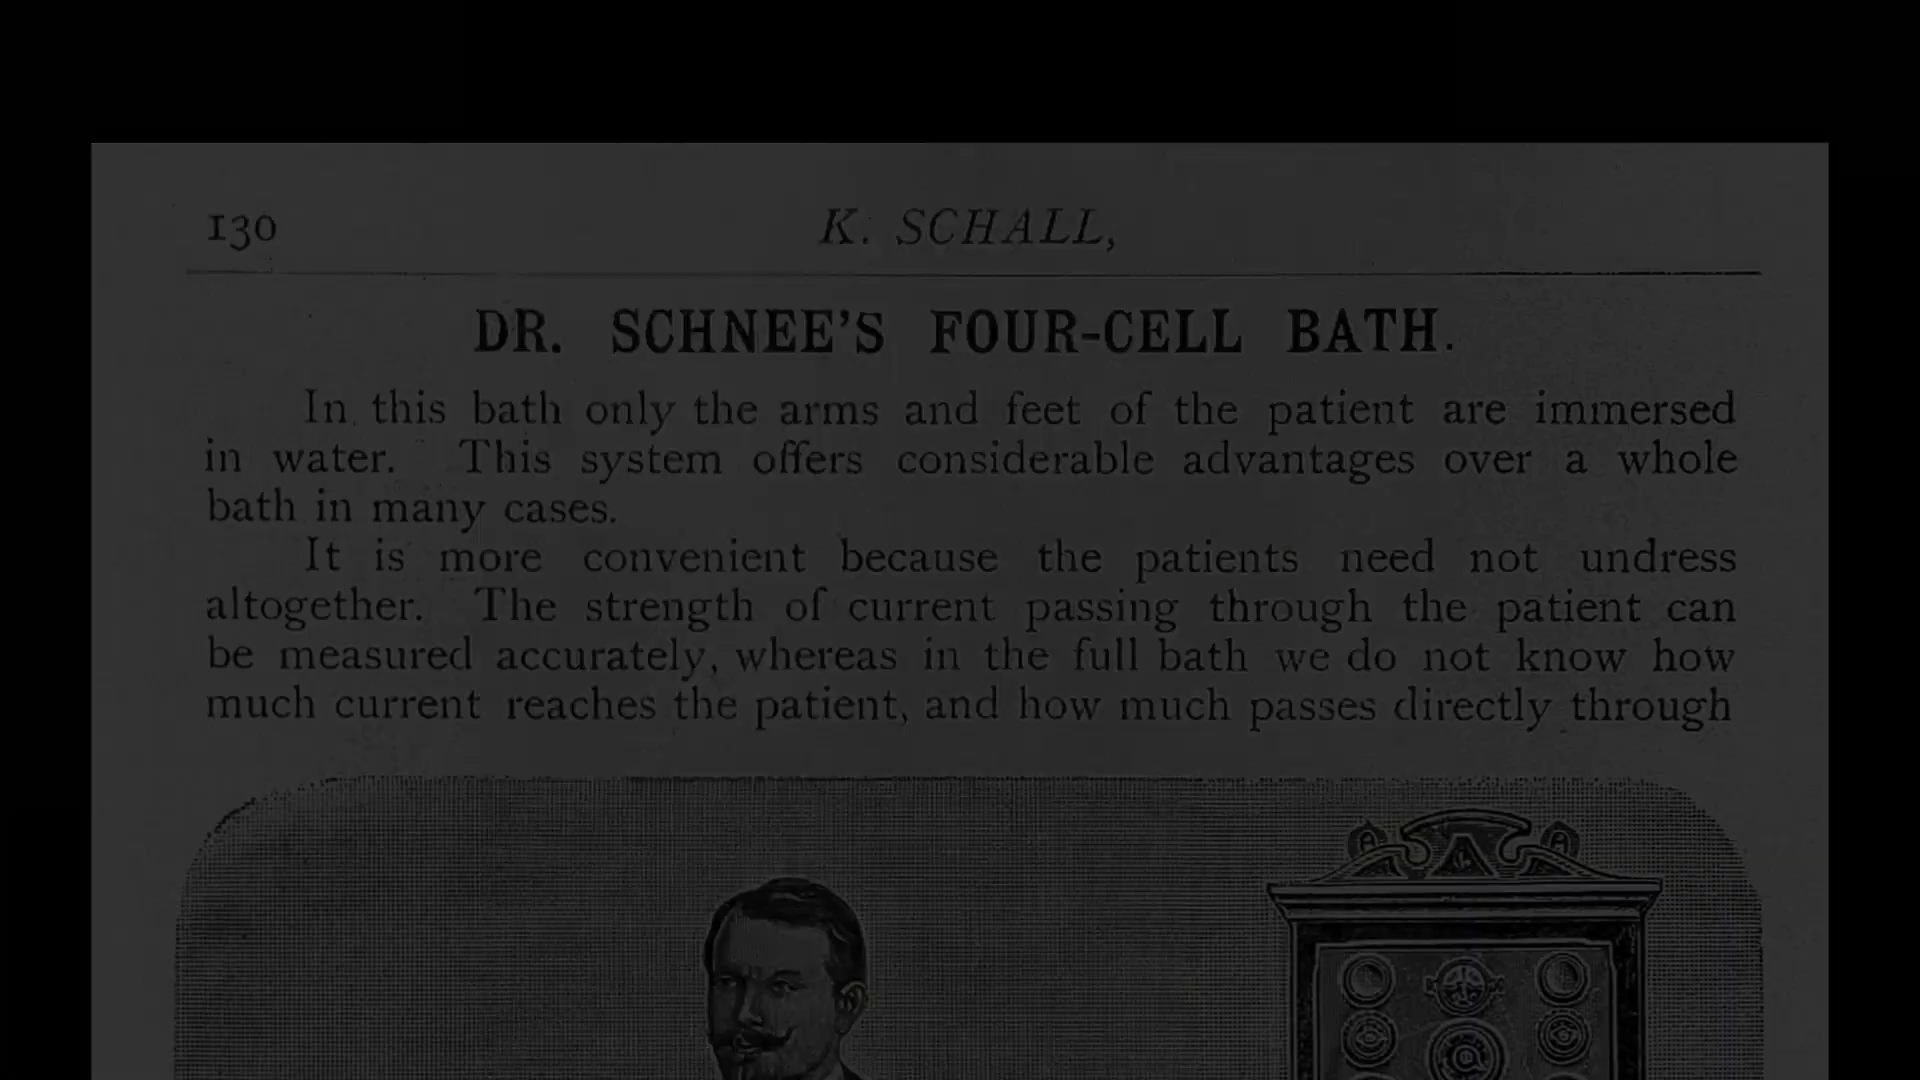 130
K. SCHALL,
DR. SCHNEE'S FOUR-CELL BATH.
In this bath only the arms and feet of the patient are immersed
in water. This system offers considerable advantages over a whole
bath in many cases.
It is more convenient because the patients need not undress
altogether. The strength of current passing through the patient can
be measured accurately, whereas in the full bath we do not know how
much current reaches the patient, and how much passes directly through